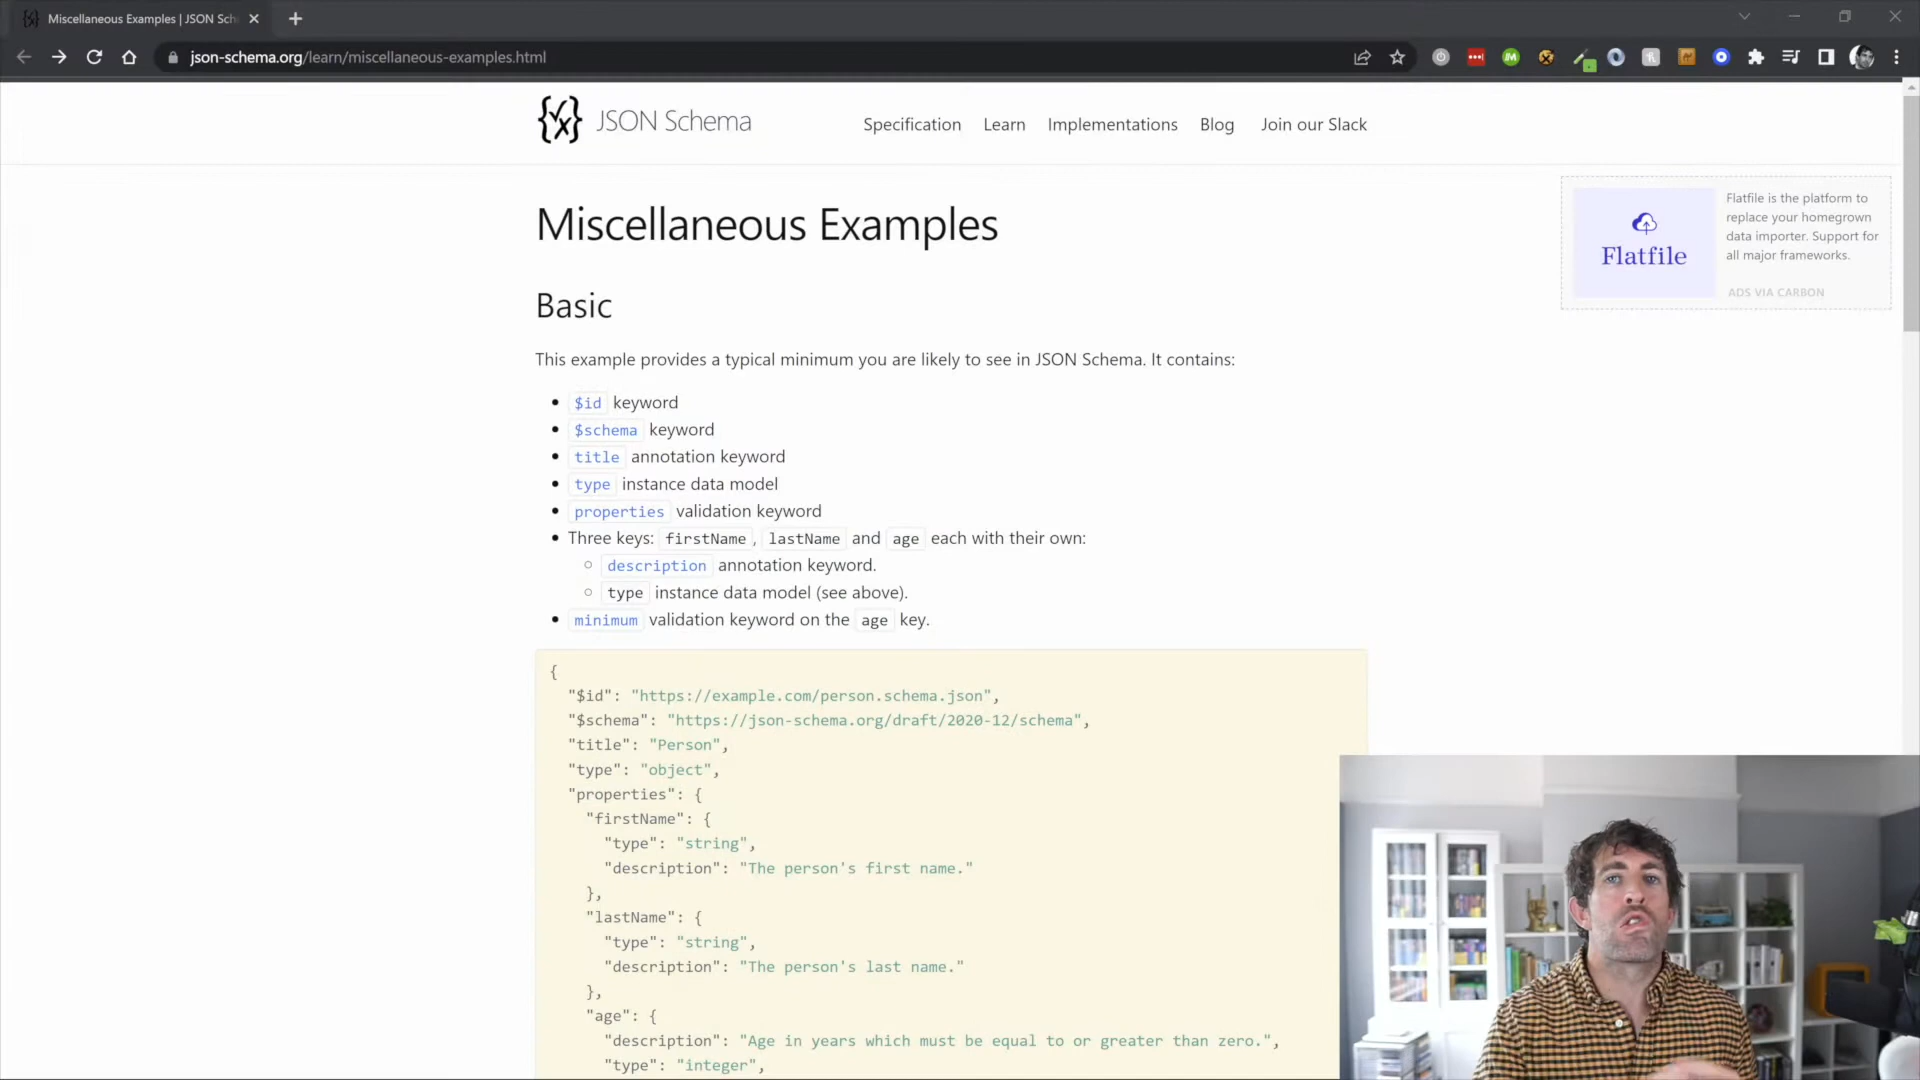 Miscellaneous Examples | JSON Sch
json-schema.org/learn/miscellaneous-examples.html
JSON Schema
Specification
Learn
Implementations
Blog
Join our Slack
Flatfile
Flatfile is the platform to
replace your homegrown
data importer. Support for
all major frameworks.
ADS VIA CARBON
Miscellaneous Examples
Basic
This example provides a typical minimum you are likely to see in JSON Schema. It contains:
$id keyword
$schema keyword
title annotation keyword
type instance data model
properties validation keyword
Three keys: firstName, lastName and age each with their own:
description annotation keyword.
type instance data model (see above).
minimum validation keyword on the age key.
{
"$id": "https://example.com/person.schema.json",
"$schema": "https://json-schema.org/draft/2020-12/schema",
"title": "Person",
"type": "object",
"properties": {
"firstName": {
"type": "string",
"description": "The person's first name."
},
"lastName": {
"type": "string",
"description": "The person's last name."
},
"age": {
"description": "Age in years which must be equal to or greater than zero.",
"type": "integer",